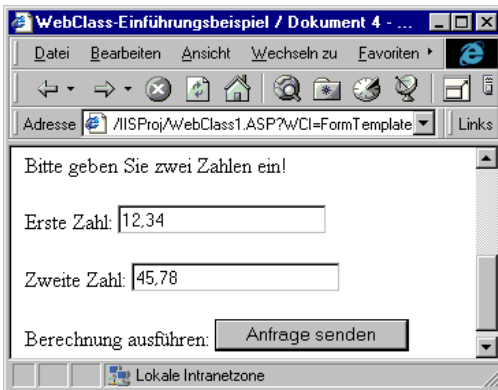 WebClass-Einführungsbeispiel / Dokument 4 - ...
Datei Bearbeiten Ansicht Wechseln zu Favoriten
Adresse /IISProj/WebClass1.ASP?WCI=FormTemplate Links
Bitte geben Sie zwei Zahlen ein!
Erste Zahl: 12,34
Zweite Zahl: 45,78
Berechnung ausführen: Anfrage senden
Lokale Intranetzone